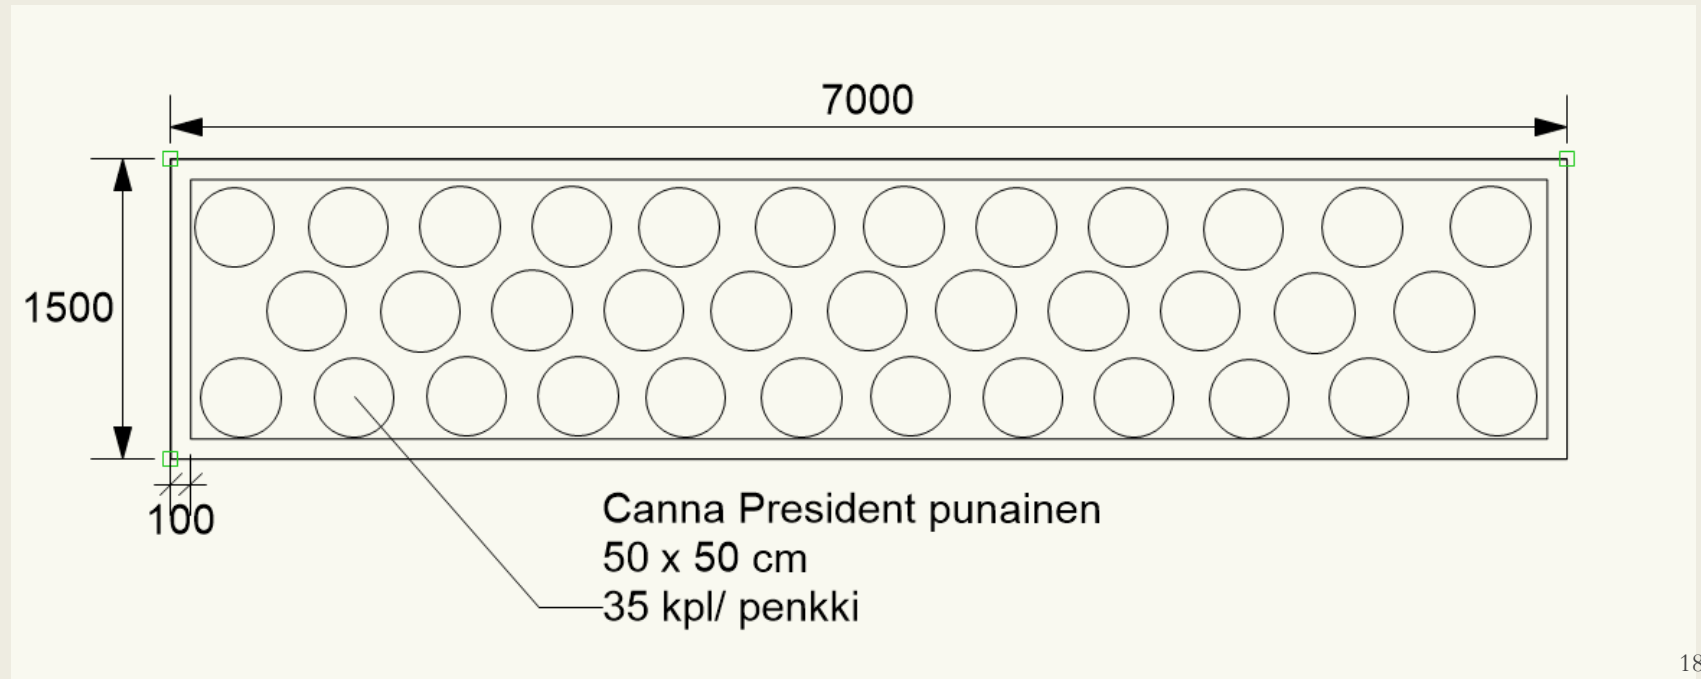 7000
1500
100
Canna President punainen
50 x 50 cm
35 kpl/ penkki
18